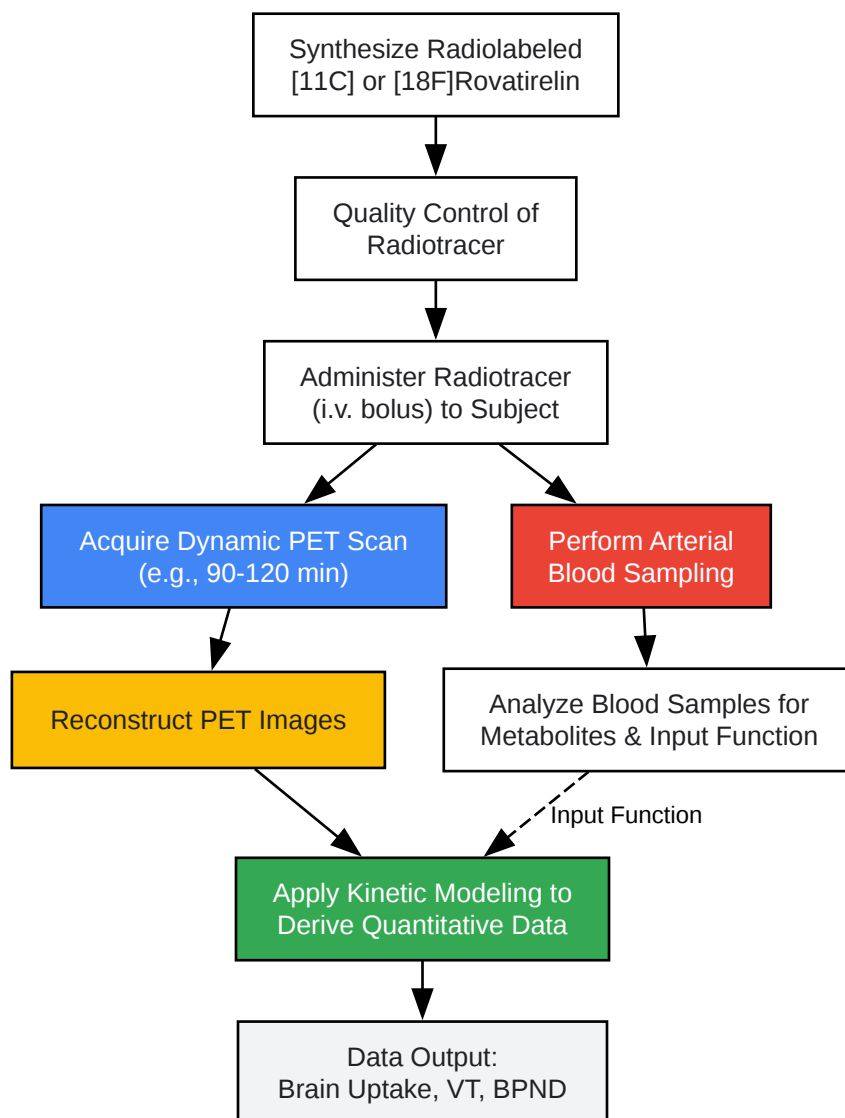 Synthesize Radiolabeled
[11C] or [18F]Rovatirelin
Quality Control of
Radiotracer
Administer Radiotracer
(i.v. bolus) to Subject
Acquire Dynamic PET Scan
(e.g., 90-120 min)
Perform Arterial
Blood Sampling
Reconstruct PET Images
Analyze Blood Samples for
Metabolites & Input Function
Input Function
Apply Kinetic Modeling to
Derive Quantitative Data
Data Output:
Brain Uptake, VT, BPND